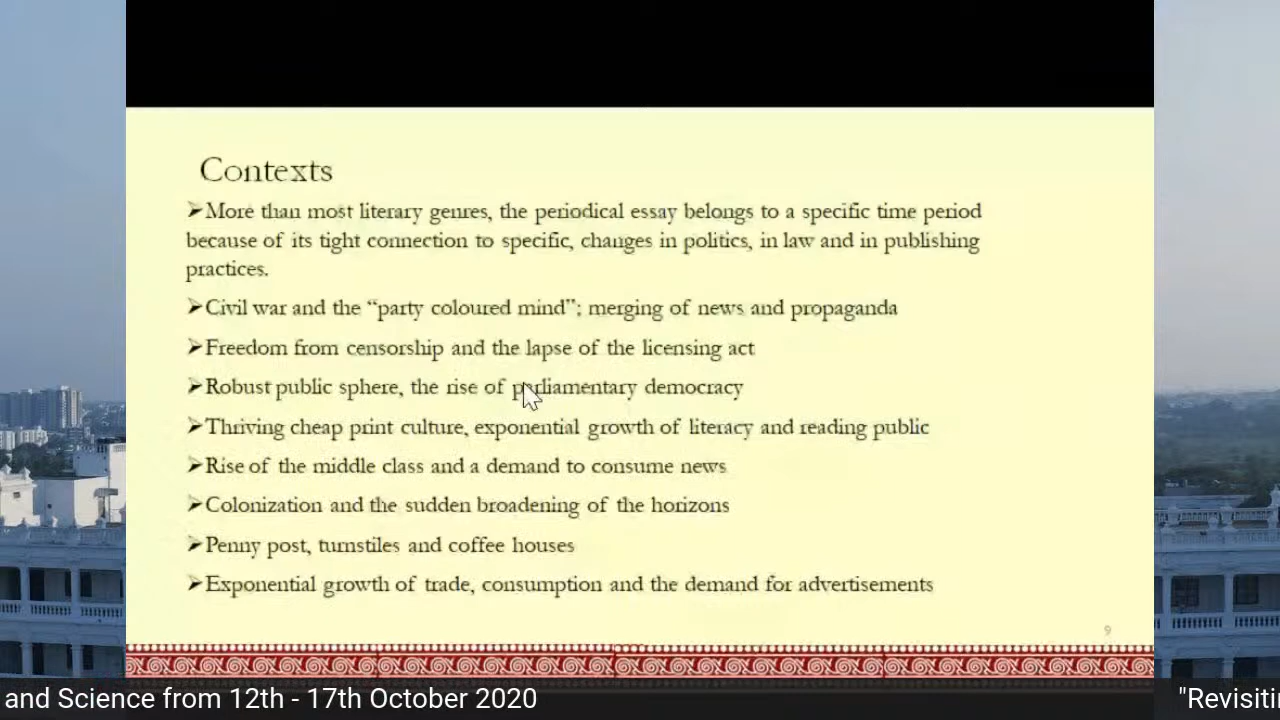 Contexts
➢More than most literary genres, the periodical essay belongs to a specific time period
because of its tight connection to specific, changes in politics, in law and in publishing
practices.
➢Civil war and the “party coloured mind”; merging of news and propaganda
➢Freedom from censorship and the lapse of the licensing act
➢Robust public sphere, the rise of parliamentary democracy
➢Thriving cheap print culture, exponential growth of literacy and reading public
➢Rise of the middle class and a demand to consume news
➢Colonization and the sudden broadening of the horizons
➢Penny post, turnstiles and coffee houses
➢Exponential growth of trade, consumption and the demand for advertisements
9
and Science from 12th - 17th October 2020
"Revisiti